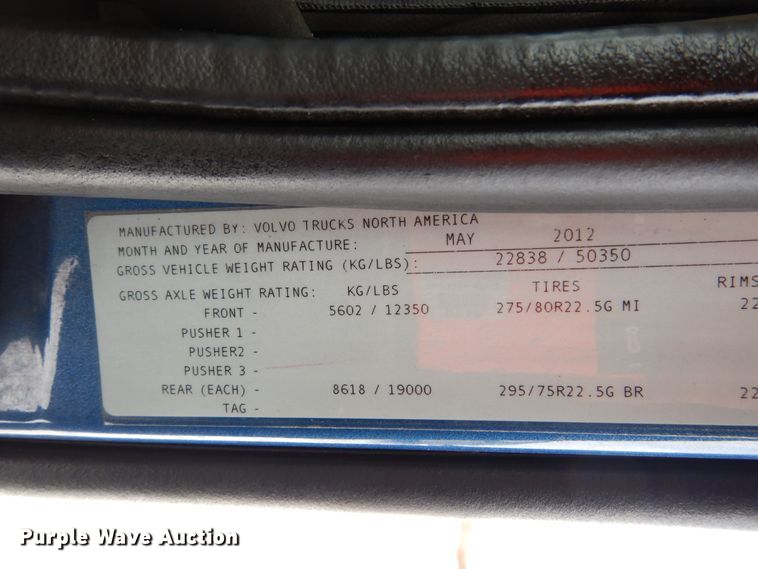 MANUFACTURED BY: VOLVO TRUCKS NORTH AMERICA
MONTH AND YEAR OF MANUFACTURE: MAY 2012
GROSS VEHICLE WEIGHT RATING (KG/LBS): 22838 / 50350
GROSS AXLE WEIGHT RATING: KG/LBS TIRES RIMS
FRONT - 5602 / 12350 275/80R22.5G MI 22
PUSHER 1 -
PUSHER2 -
PUSHER 3 -
REAR (EACH) - 8618 / 19000 295/75R22.5G BR 22
TAG -
Purple Wave Auction